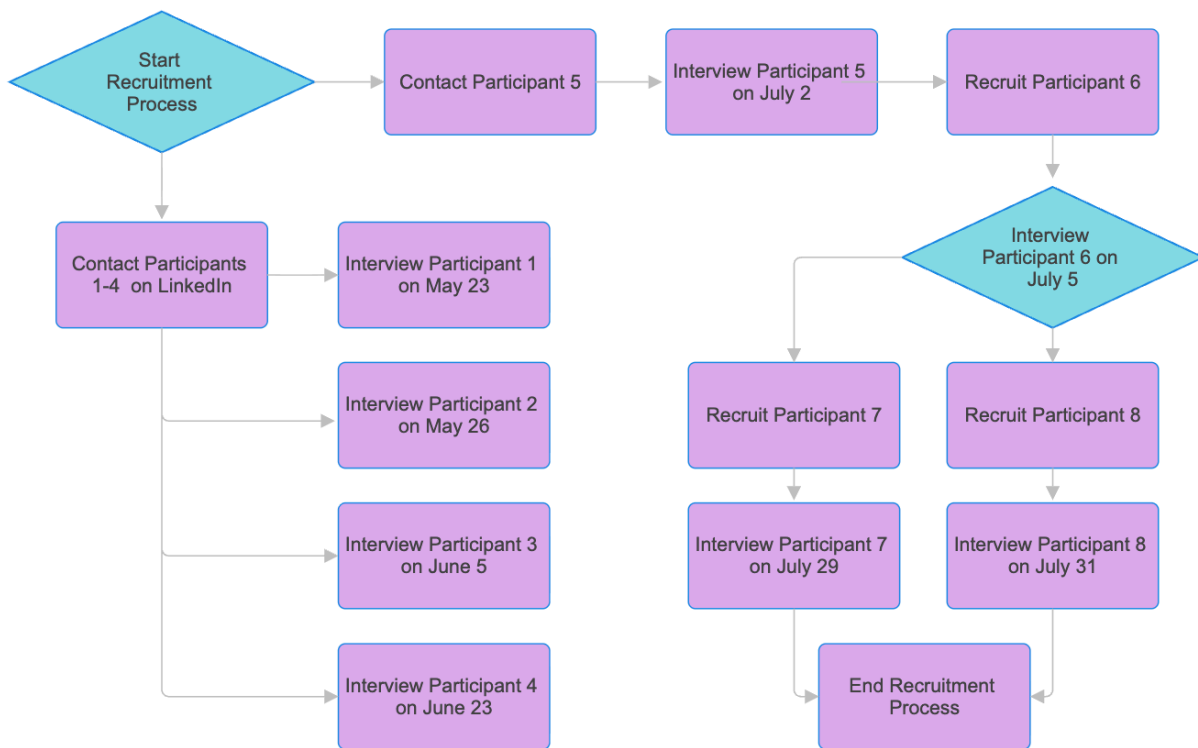 Start
Recruitment
Process
Contact Participant 5
Interview Participant 5
on July 2
Recruit Participant 6
Contact Participants
1-4 on LinkedIn
Interview Participant 1
on May 23
Interview
Participant 6 on
July 5
Interview Participant 2
on May 26
Recruit Participant 7
Recruit Participant 8
Interview Participant 3
on June 5
Interview Participant 7
on July 29
Interview Participant 8
on July 31
Interview Participant 4
on June 23
End Recruitment
Process